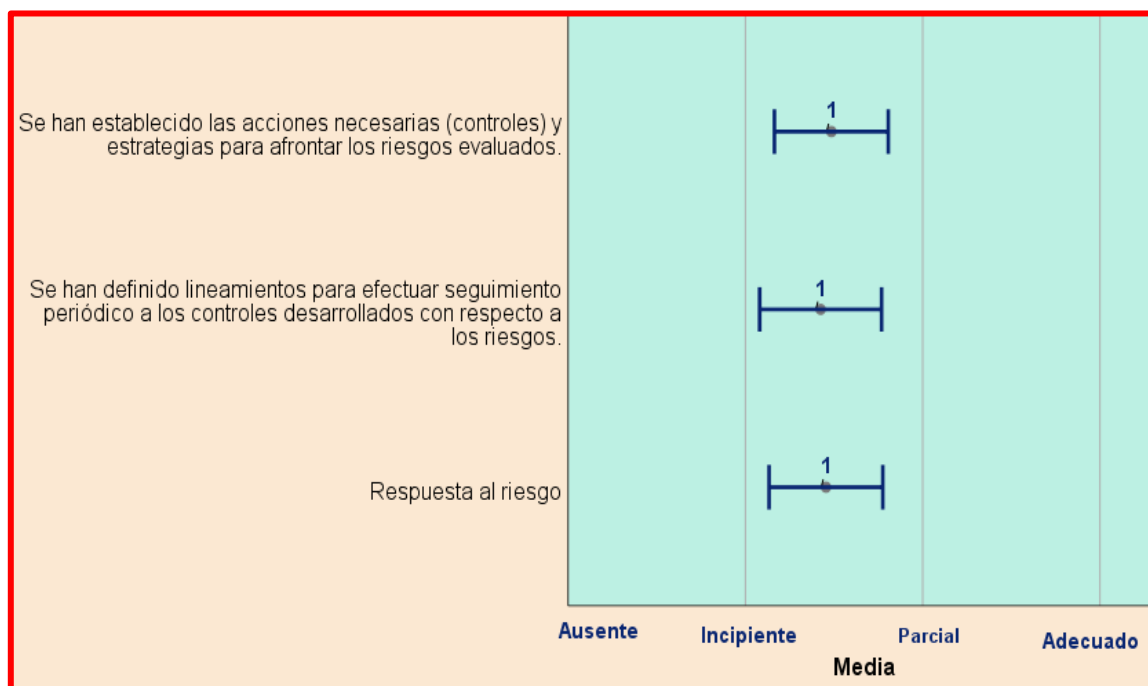 Se han establecido las acciones necesarias (controles) y
estrategias para afrontar los riesgos evaluados.
1
Se han definido lineamientos para efectuar seguimiento
periódico a los controles desarrollados con respecto a
los riesgos.
1
Respuesta al riesgo
1
Ausente
Incipiente
Parcial
Adecuado
Media